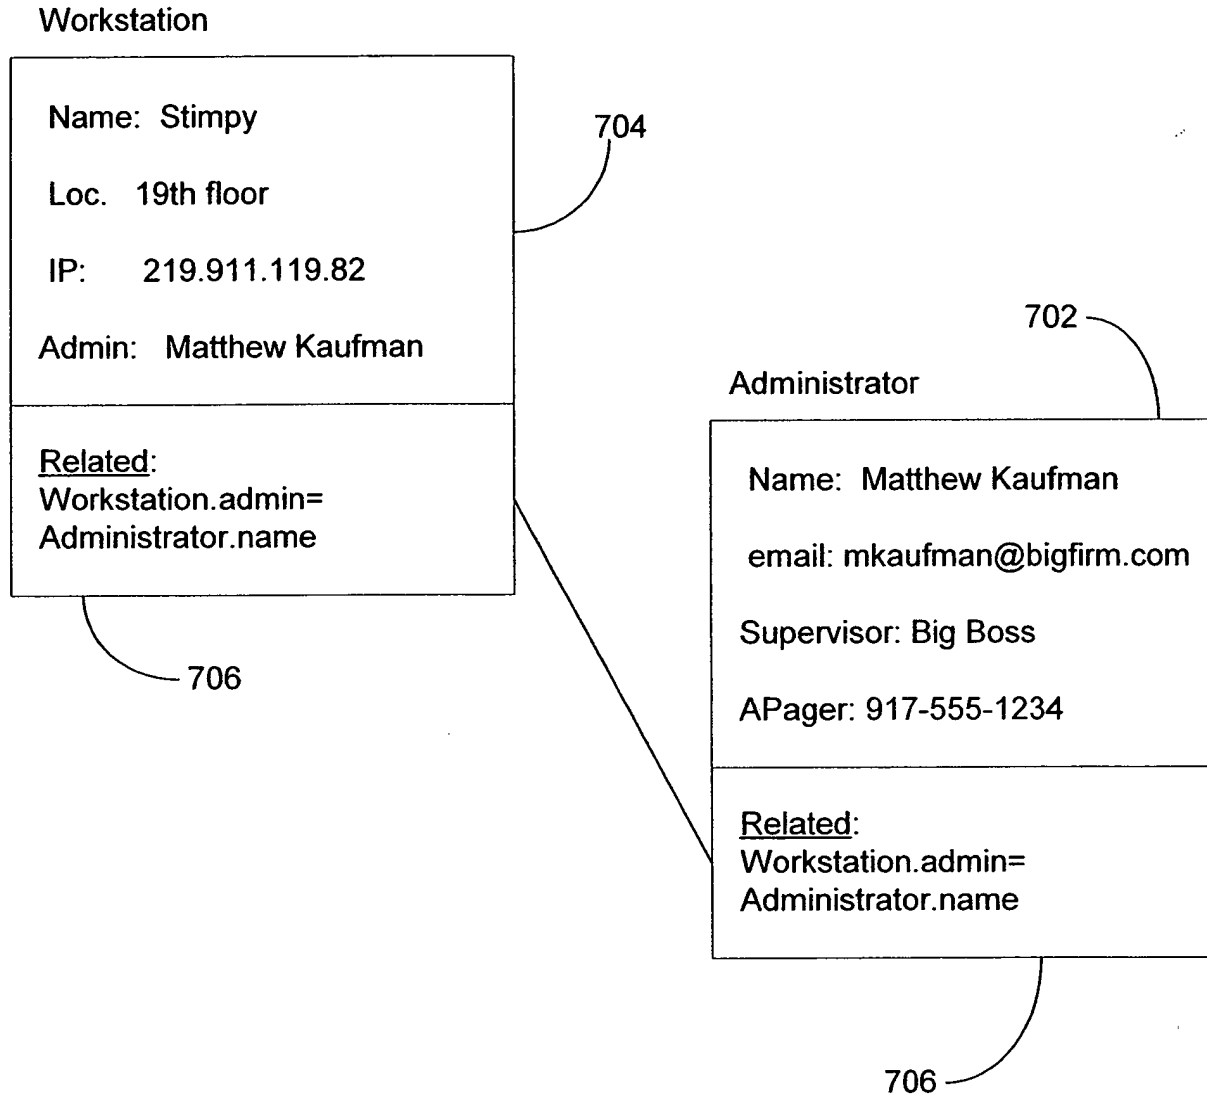 Workstation
Name: Stimpy
704
Loc. 19th floor
IP: 219.911.119.82
Admin: Matthew Kaufman
Related:
Workstation.admin=
Administrator.name
706
702
Administrator
Name: Matthew Kaufman
email: mkaufman@bigfirm.com
Supervisor: Big Boss
APager: 917-555-1234
Related:
Workstation.admin=
Administrator.name
706